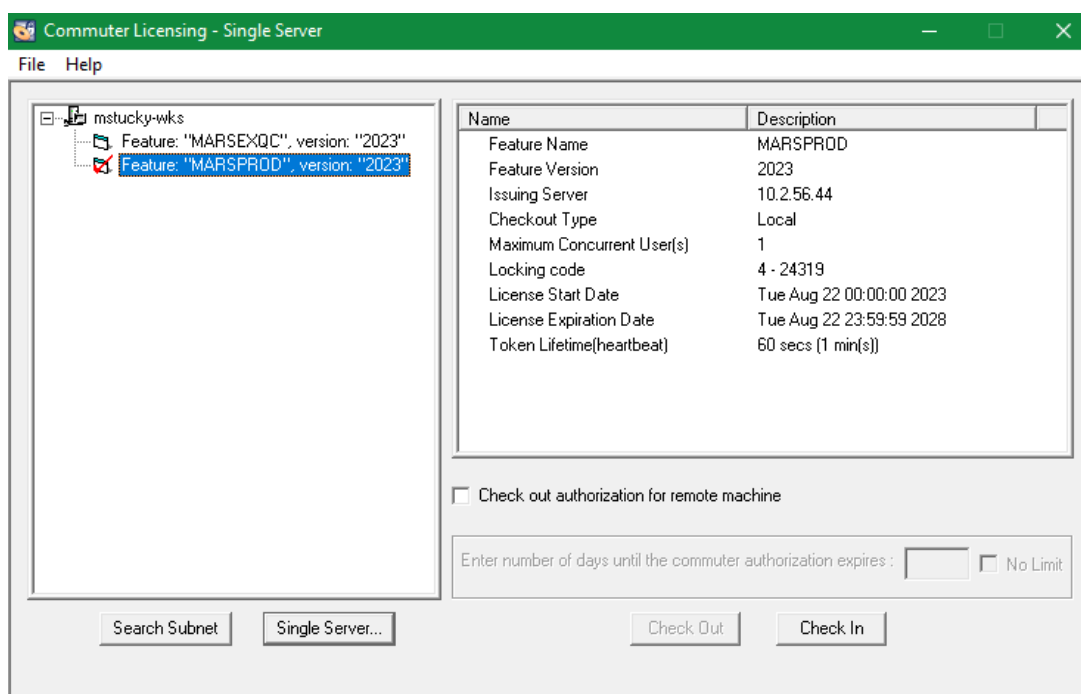 Commuter Licensing - Single Server
File Help
mstucky-wks
Feature: "MARSEXQC", version: "2023"
Feature: "MARSPROD", version: "2023"
Name Description
Feature Name MARSPROD
Feature Version 2023
Issuing Server 10.2.56.44
Checkout Type Local
Maximum Concurrent User(s) 1
Locking code 4 - 24319
License Start Date Tue Aug 22 00:00:00 2023
License Expiration Date Tue Aug 22 23:59:59 2028
Token Lifetime(heartbeat) 60 secs (1 min(s))
Check out authorization for remote machine
Enter number of days until the commuter authorization expires : No Limit
Search Subnet Single Server... Check Out Check In